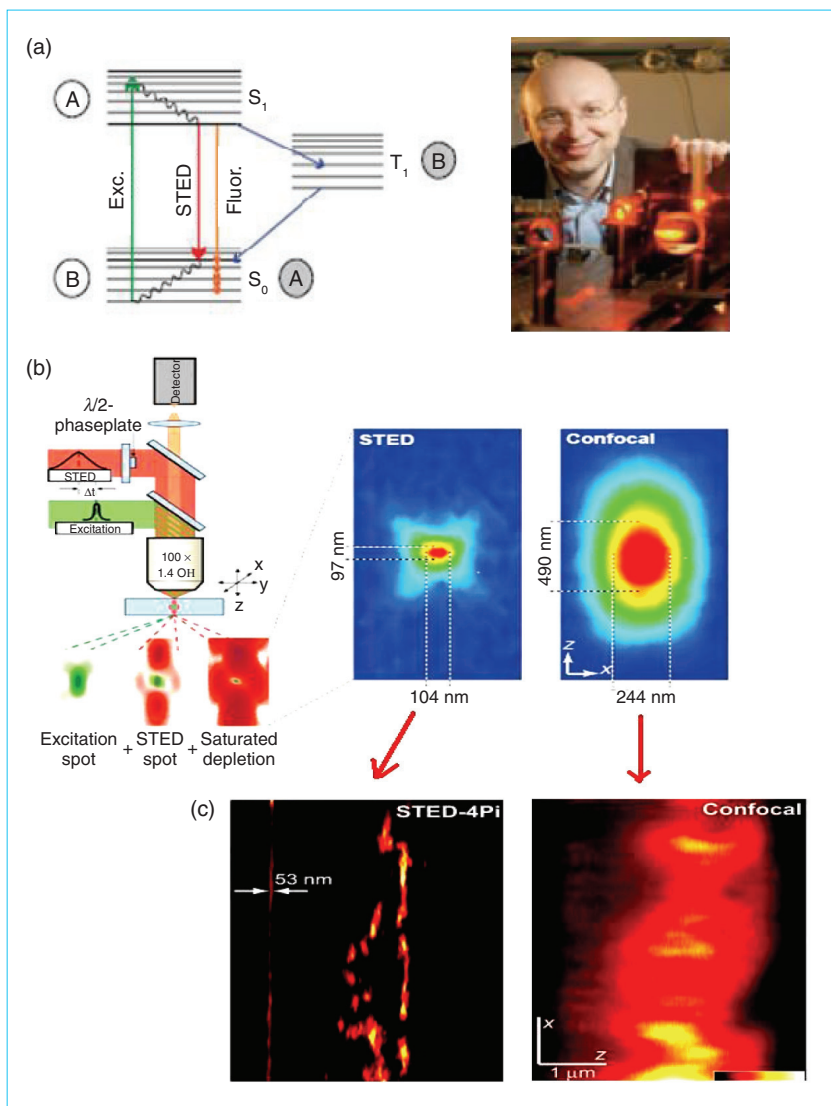 (a)
A
S1
Exc.
STED
Fluor.
T1
B
B
S0
A
(b)
λ/2-
phaseplate
Detector
STED
Δt
Excitation
100 ×
1.4 OH
x
y
z
Excitation
spot
+
STED
spot
+
Saturated
depletion
STED
97 nm
104 nm
Confocal
490 nm
z
x
244 nm
(c)
STED-4Pi
53 nm
Confocal
x
z
1 μm